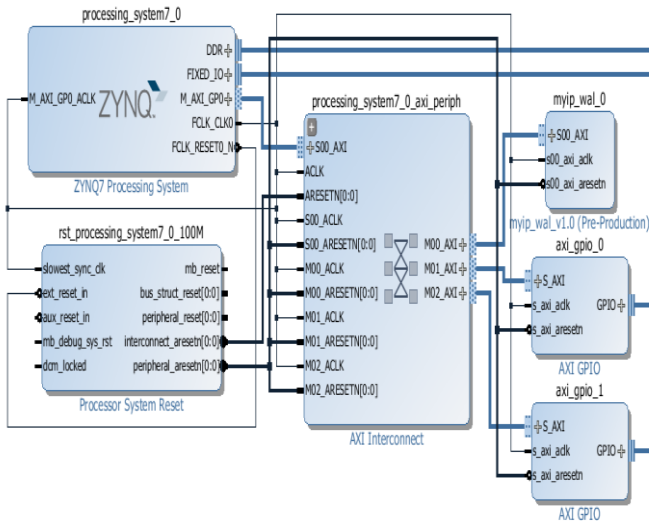 processing_system7_0
DDR
FIXED_IO
M_AXI_GP0_ACLK
ZYNQ.
M_AXI_GP0
FCLK_CLK0
FCLK_RESET0_N
ZYNQ7 Processing System
rst_processing_system7_0_100M
slowest_sync_clk
mb_reset
ext_reset_in
bus_struct_reset[0:0]
aux_reset_in
peripheral_reset[0:0]
mb_debug_sys_rst
interconnect_aresetn[0:0]
dcm_locked
peripheral_aresetn[0:0]
Processor System Reset
processing_system7_0_axi_periph
S00_AXI
ACLK
ARESETN[0:0]
S00_ACLK
S00_ARESETN[0:0]
M00_AXI
M00_ACLK
M01_AXI
M00_ARESETN[0:0]
M02_AXI
M01_ACLK
M01_ARESETN[0:0]
M02_ACLK
M02_ARESETN[0:0]
AXI Interconnect
myip_wal_0
S00_AXI
s00_axi_aclk
s00_axi_aresetn
myip_wal_v1.0 (Pre-Production)
axi_gpio_0
S_AXI
s_axi_aclk
GPIO
s_axi_aresetn
AXI GPIO
axi_gpio_1
S_AXI
s_axi_aclk
GPIO
s_axi_aresetn
AXI GPIO